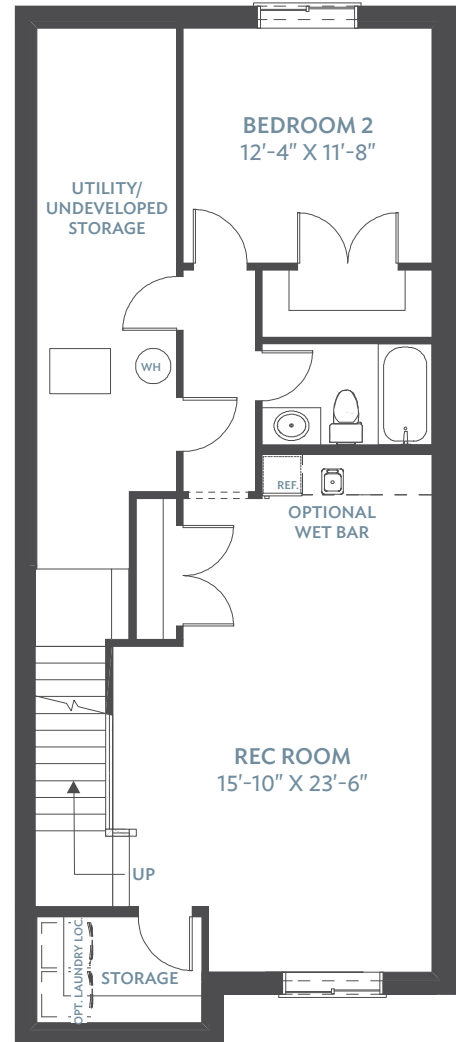 BEDROOM 2
12'-4" X 11'-8"
UTILITY/
UNDEVELOPED
STORAGE
WH
REF.
OPTIONAL
WET BAR
REC ROOM
15'-10" X 23'-6"
UP
OPT. LAUNDRY LOC.
STORAGE